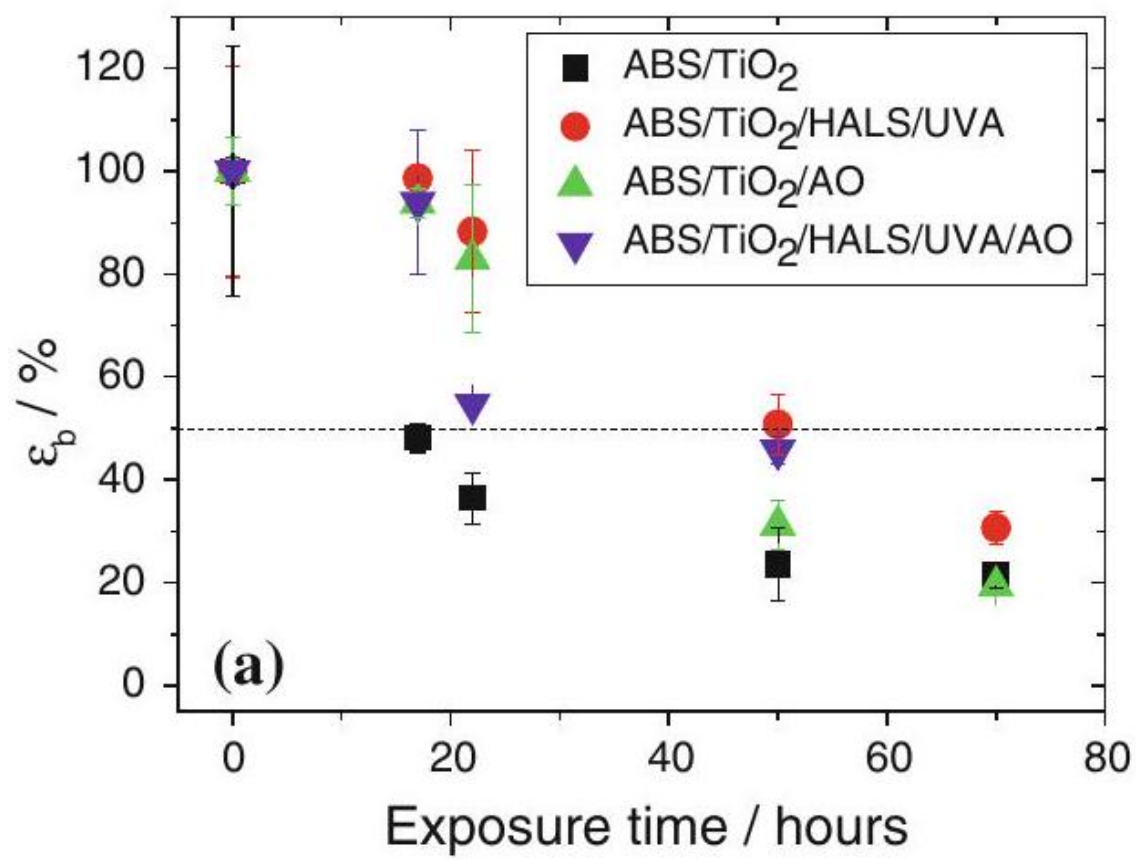 120
100
80
60
40
20
0
ε_b / %
ABS/TiO₂
ABS/TiO₂/HALS/UVA
ABS/TiO₂/AO
ABS/TiO₂/HALS/UVA/AO
(a)
0 20 40 60 80
Exposure time / hours